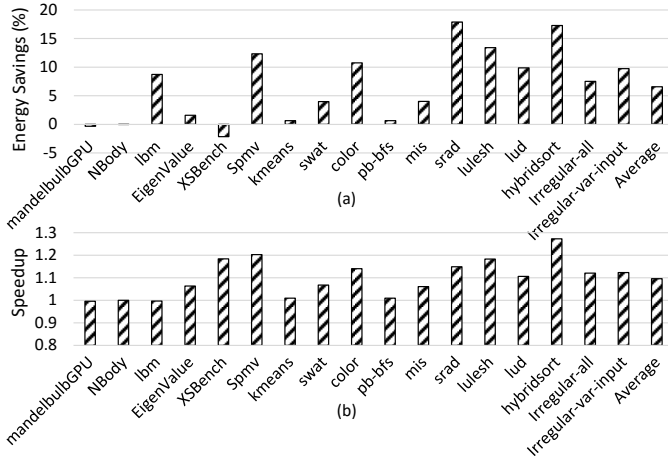 Energy Savings (%)
20
15
10
5
0
-5
mandelbulbGPU
NBody
lbm
EigenValue
XSBench
Spmv
kmeans
swat
color
pb-bfs
mis
srad
lulesh
lud
hybridsort
Irregular-all
Irregular-var-input
Average
(a)
Speedup
1.3
1.2
1.1
1
0.9
0.8
mandelbulbGPU
NBody
lbm
EigenValue
XSBench
Spmv
kmeans
swat
color
pb-bfs
mis
srad
lulesh
lud
hybridsort
Irregular-all
Irregular-var-input
Average
(b)